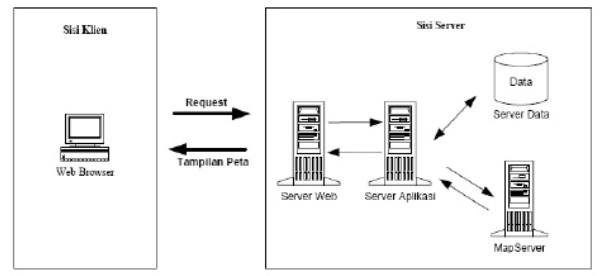 Sisi Klien
Web Browser
Request
Tampilan Peta
Sisi Server
Server Web
Server Aplikasi
Data
Server Data
MapServer